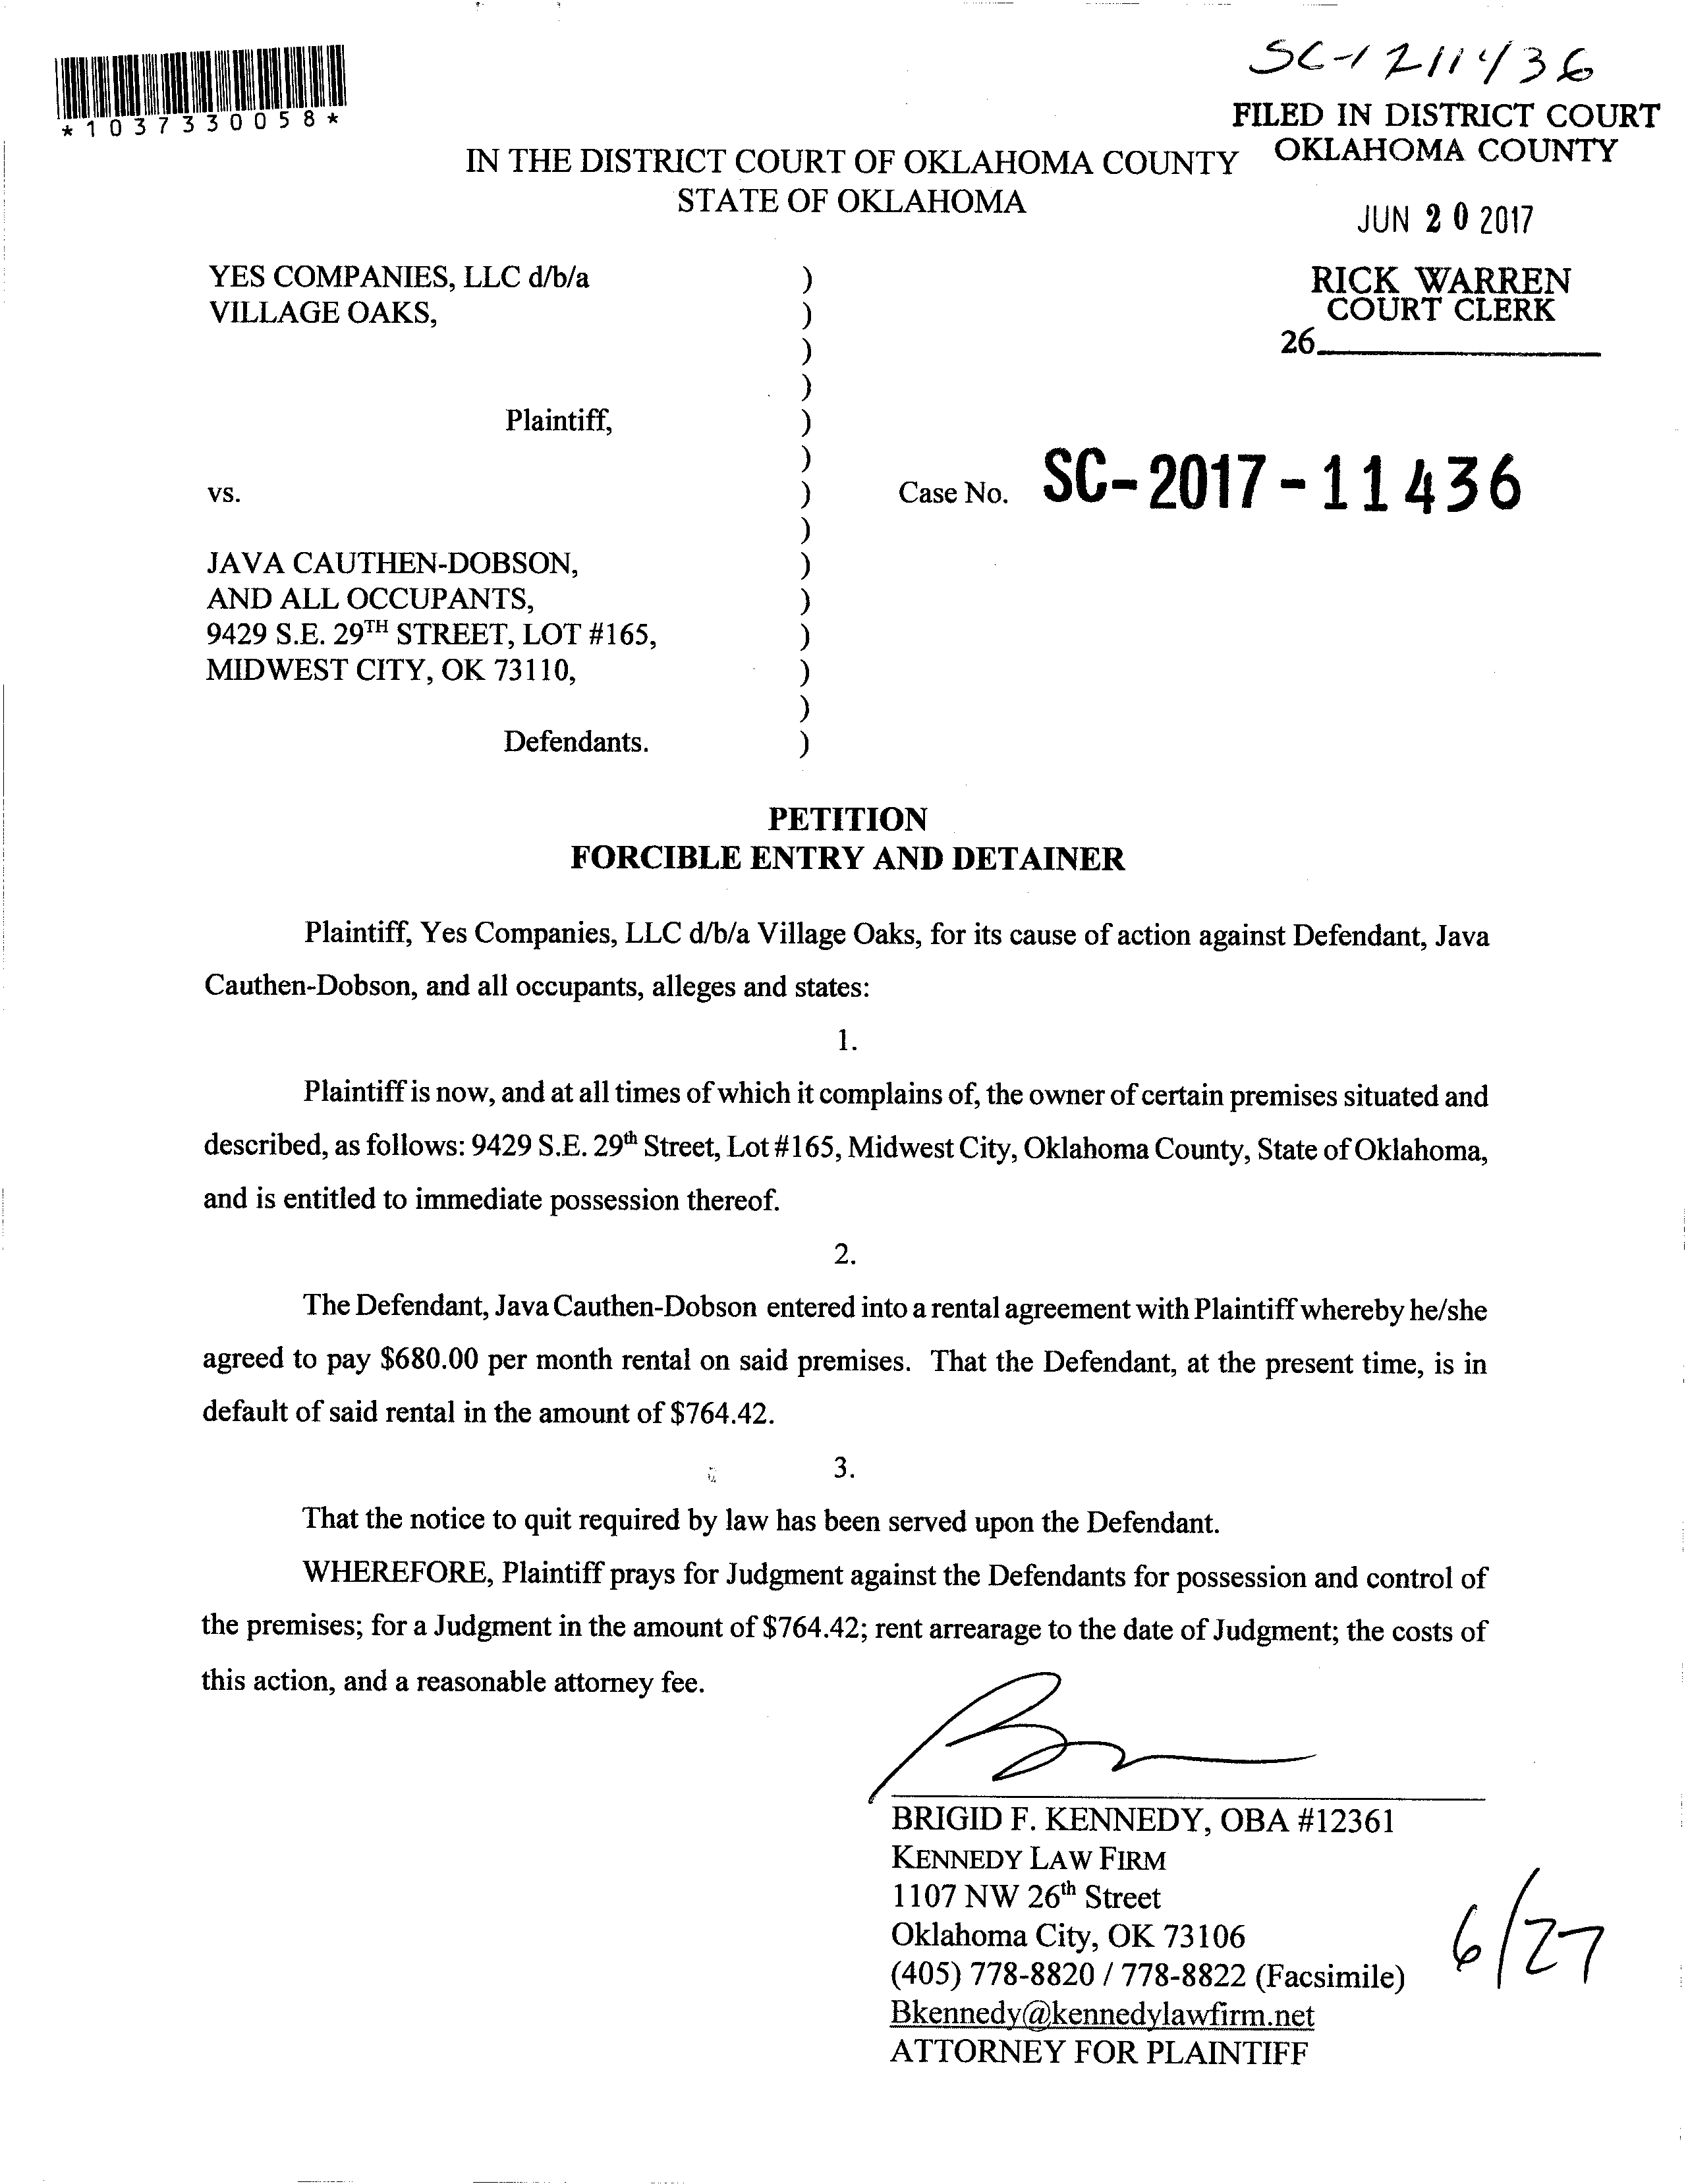 SC-1711436
*1037330058*
FILED IN DISTRICT COURT
OKLAHOMA COUNTY
IN THE DISTRICT COURT OF OKLAHOMA COUNTY
STATE OF OKLAHOMA
JUN 20 2017
RICK WARREN
COURT CLERK
26
YES COMPANIES, LLC d/b/a )
VILLAGE OAKS, )
)
)
Plaintiff, )
)
vs. ) Case No. SC-2017-11436
)
JAVA CAUTHEN-DOBSON, )
AND ALL OCCUPANTS, )
9429 S.E. 29TH STREET, LOT #165, )
MIDWEST CITY, OK 73110, )
)
Defendants. )
PETITION
FORCIBLE ENTRY AND DETAINER
Plaintiff, Yes Companies, LLC d/b/a Village Oaks, for its cause of action against Defendant, Java
Cauthen-Dobson, and all occupants, alleges and states:
1.
Plaintiff is now, and at all times of which it complains of, the owner of certain premises situated and
described, as follows: 9429 S.E. 29th Street, Lot #165, Midwest City, Oklahoma County, State of Oklahoma,
and is entitled to immediate possession thereof.
2.
The Defendant, Java Cauthen-Dobson entered into a rental agreement with Plaintiff whereby he/she
agreed to pay $680.00 per month rental on said premises. That the Defendant, at the present time, is in
default of said rental in the amount of $764.42.
3.
That the notice to quit required by law has been served upon the Defendant.
WHEREFORE, Plaintiff prays for Judgment against the Defendants for possession and control of
the premises; for a Judgment in the amount of $764.42; rent arrearage to the date of Judgment; the costs of
this action, and a reasonable attorney fee.
BRIGID F. KENNEDY, OBA #12361
KENNEDY LAW FIRM
1107 NW 26th Street
Oklahoma City, OK 73106
(405) 778-8820 / 778-8822 (Facsimile)
Bkennedy@kennedylawfirm.net
ATTORNEY FOR PLAINTIFF
6/27